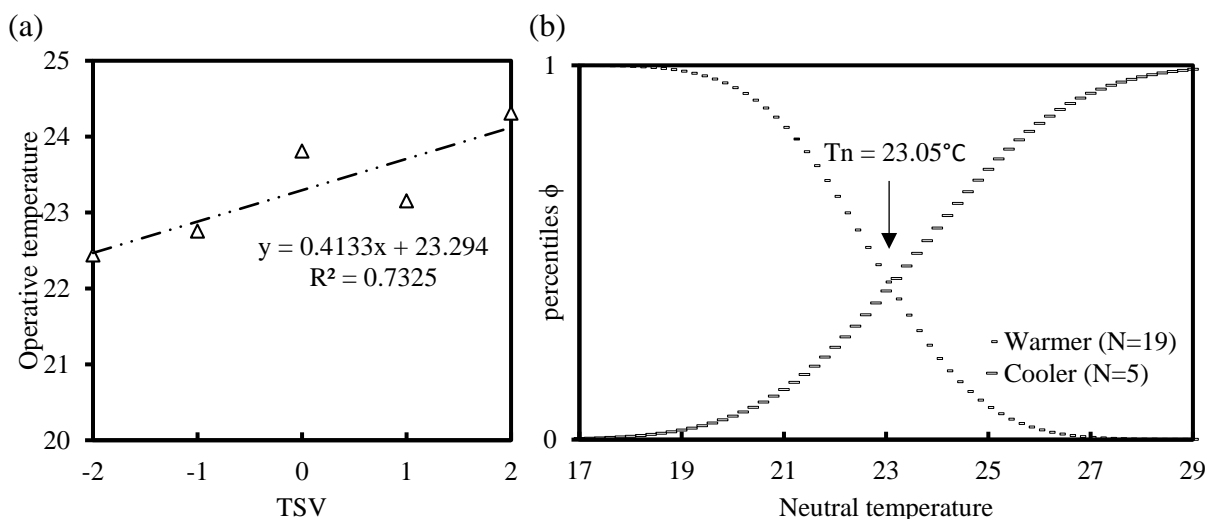 (a)
25
24
23
22
21
20
Operative temperature
y = 0.4133x + 23.294
R² = 0.7325
-2
-1
0
1
2
TSV
(b)
1
0
percentiles ϕ
Tn = 23.05°C
Warmer (N=19)
Cooler (N=5)
17
19
21
23
25
27
29
Neutral temperature